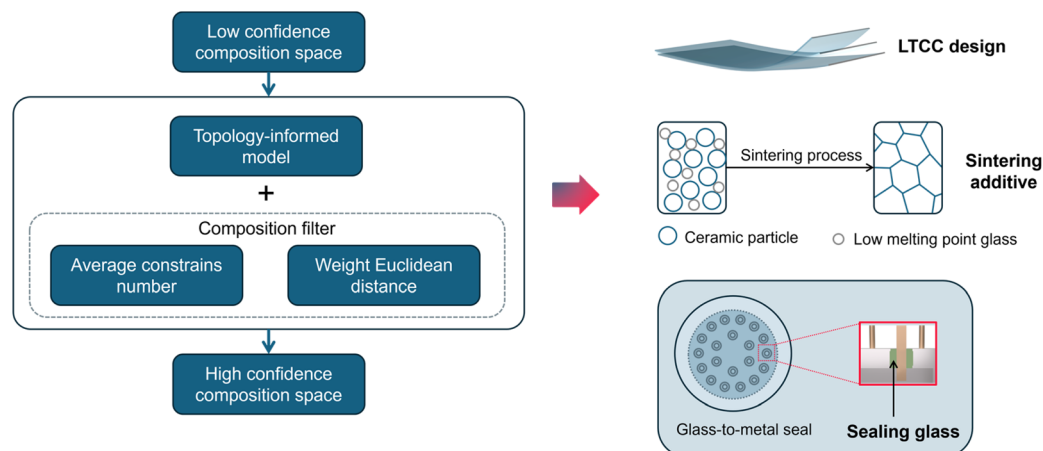 Low confidence
composition space
Topology-informed
model
+
Composition filter
Average constrains
number
Weight Euclidean
distance
High confidence
composition space
LTCC design
Sintering process
Sintering
additive
Ceramic particle
Low melting point glass
Glass-to-metal seal
Sealing glass